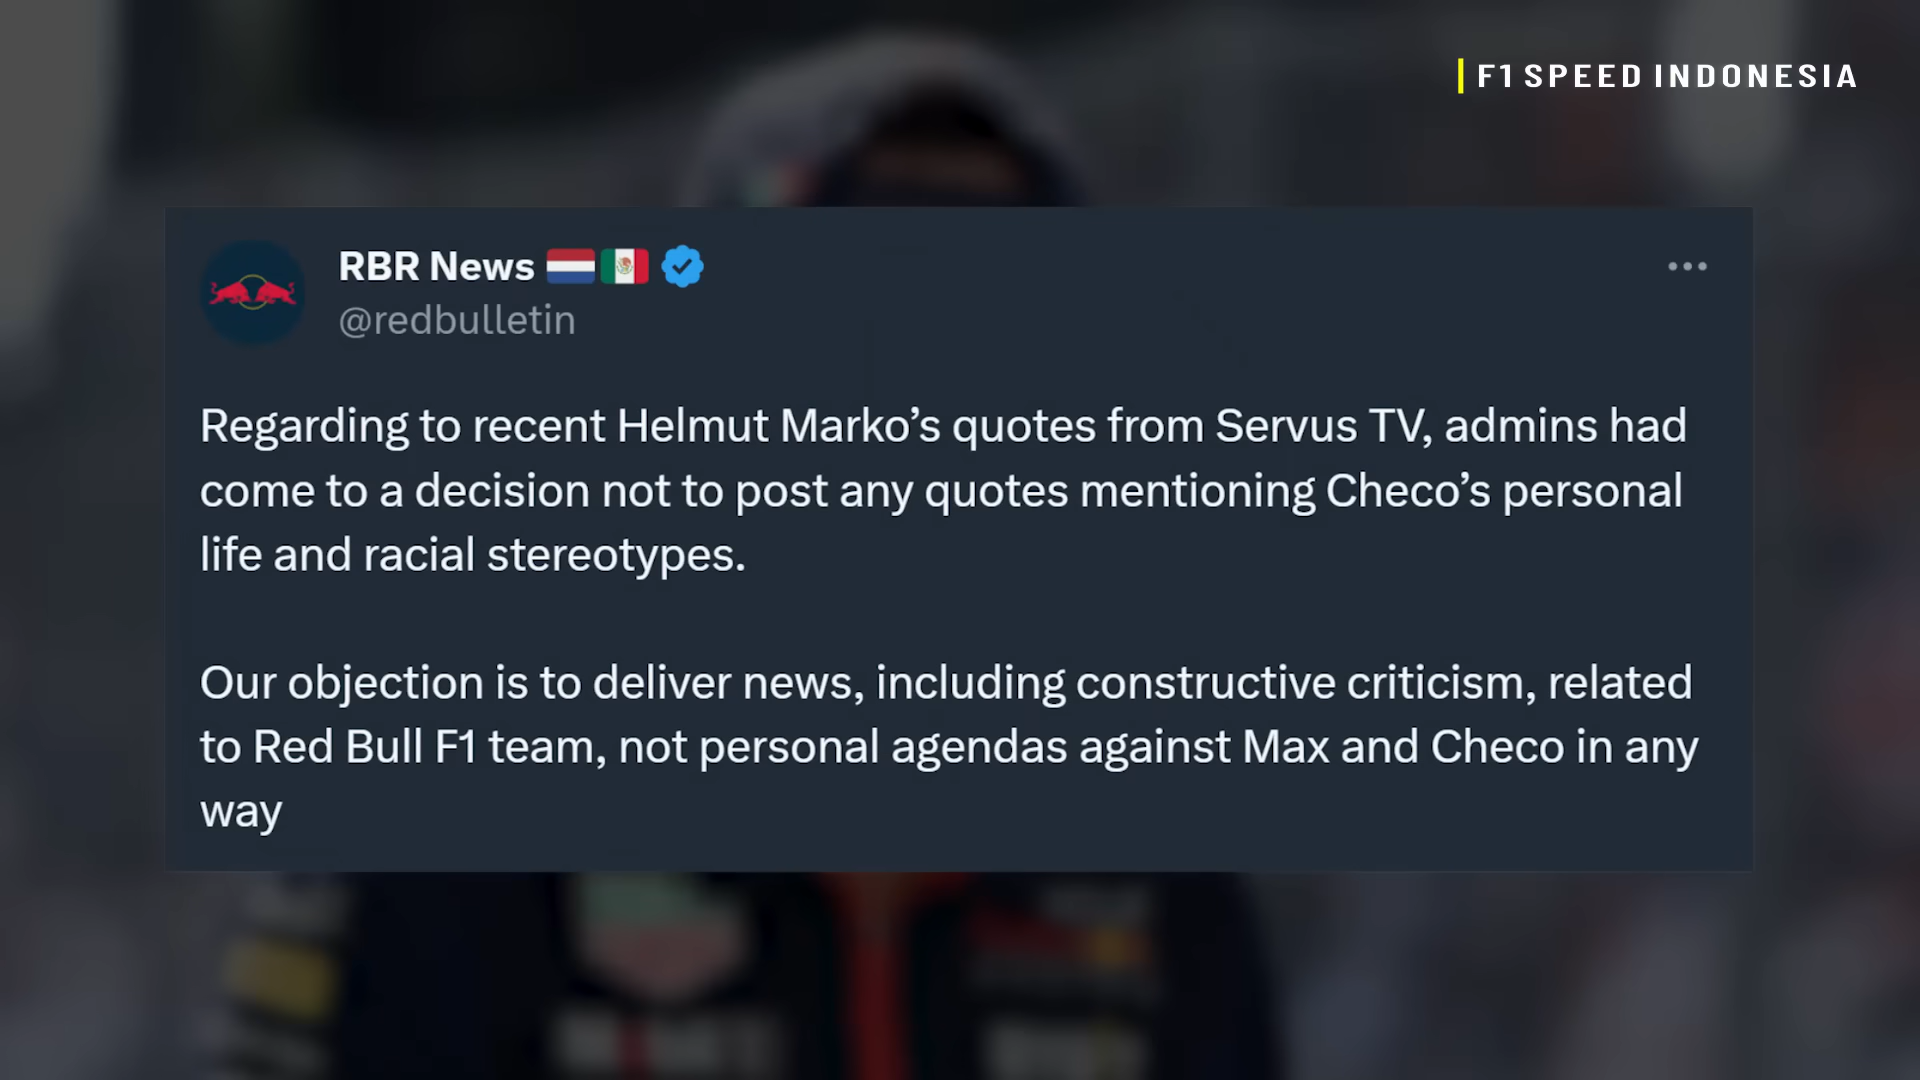 F1 SPEED INDONESIA
RBR News
@redbulletin
Regarding to recent Helmut Marko’s quotes from Servus TV, admins had
come to a decision not to post any quotes mentioning Checo’s personal
life and racial stereotypes.
Our objection is to deliver news, including constructive criticism, related
to Red Bull F1 team, not personal agendas against Max and Checo in any
way